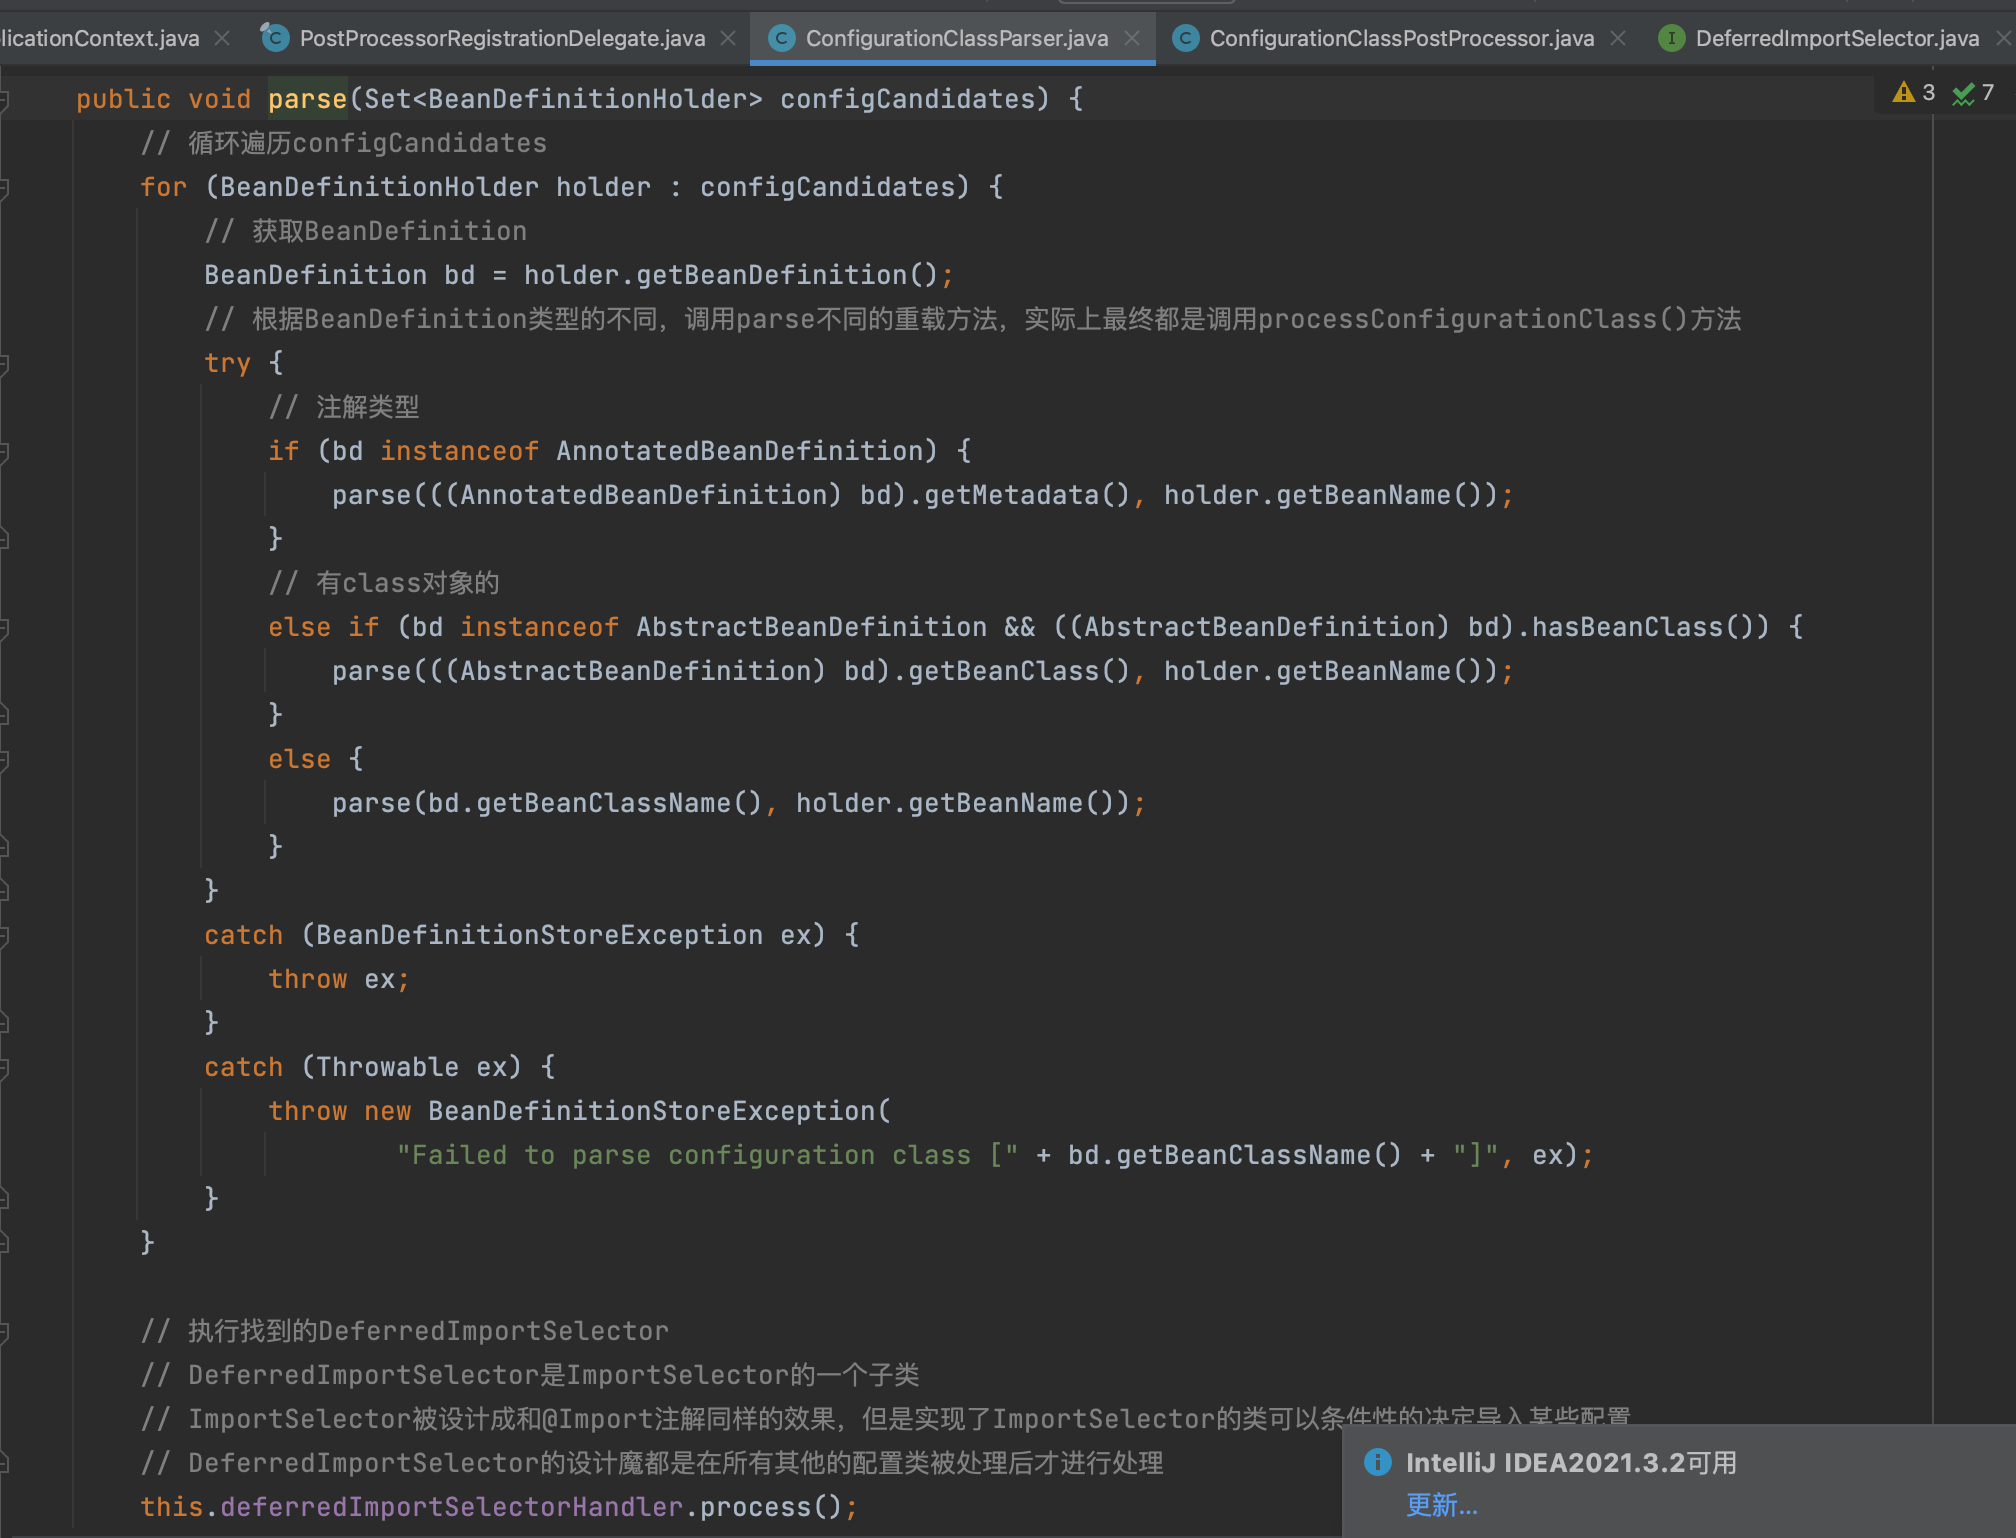 licationContext.java PostProcessorRegistrationDelegate.java ConfigurationClassParser.java ConfigurationClassPostProcessor.java DeferredImportSelector.java
public void parse(Set<BeanDefinitionHolder> configCandidates) { 3 7
// 循环遍历configCandidates
for (BeanDefinitionHolder holder : configCandidates) {
// 获取BeanDefinition
BeanDefinition bd = holder.getBeanDefinition();
// 根据BeanDefinition类型的不同，调用parse不同的重载方法，实际上最终都是调用processConfigurationClass()方法
try {
// 注解类型
if (bd instanceof AnnotatedBeanDefinition) {
parse(((AnnotatedBeanDefinition) bd).getMetadata(), holder.getBeanName());
}
// 有class对象的
else if (bd instanceof AbstractBeanDefinition && ((AbstractBeanDefinition) bd).hasBeanClass()) {
parse(((AbstractBeanDefinition) bd).getBeanClass(), holder.getBeanName());
}
else {
parse(bd.getBeanClassName(), holder.getBeanName());
}
}
catch (BeanDefinitionStoreException ex) {
throw ex;
}
catch (Throwable ex) {
throw new BeanDefinitionStoreException(
"Failed to parse configuration class [" + bd.getBeanClassName() + "]", ex);
}
}
// 执行找到的DeferredImportSelector
// DeferredImportSelector是ImportSelector的一个子类
// ImportSelector被设计成和@Import注解同样的效果，但是实现了ImportSelector的类可以条件性的决定导入某些配置
// DeferredImportSelector的设计魔都是在所有其他的配置类被处理后才进行处理
this.deferredImportSelectorHandler.process();
IntelliJ IDEA2021.3.2可用
更新...